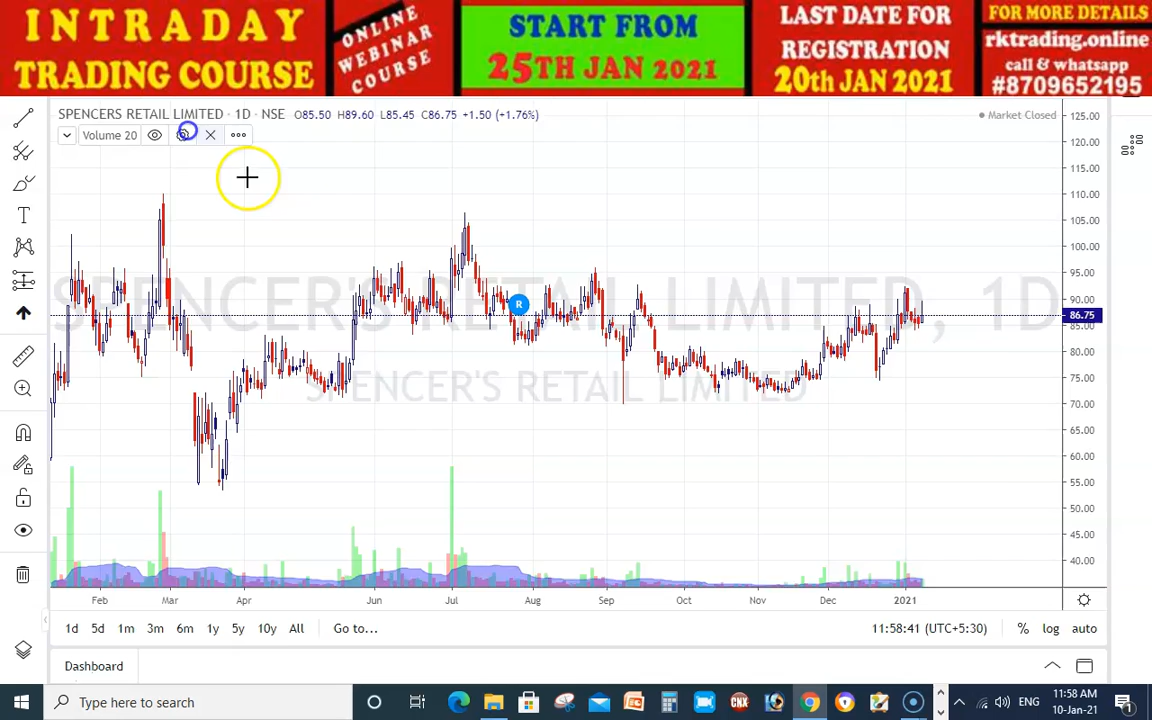 INTRADAY
TRADING COURSE
ONLINE
WEBINAR
COURSE
START FROM
25TH JAN 2021
LAST DATE FOR
REGISTRATION
20th JAN 2021
FOR MORE DETAILS
rktrading.online
call & whatsapp
#8709652195
SPENCERS RETAIL LIMITED · 1D · NSE O85.50 H89.60 L85.45 C86.75 +1.50 (+1.76%)
Market Closed
Volume 20
125.00
120.00
115.00
110.00
105.00
100.00
95.00
90.00
86.75
85.00
80.00
75.00
70.00
65.00
60.00
55.00
50.00
45.00
40.00
SPENCER'S RETAIL LIMITED, 1D
SPENCER'S RETAIL LIMITED
R
Feb Mar Apr Jun Jul Aug Sep Oct Nov Dec 2021
1d 5d 1m 3m 6m 1y 5y 10y All Go to... 11:58:41 (UTC+5:30) % log auto
Dashboard
Type here to search
CNX
11:58 AM
10-Jan-21
1